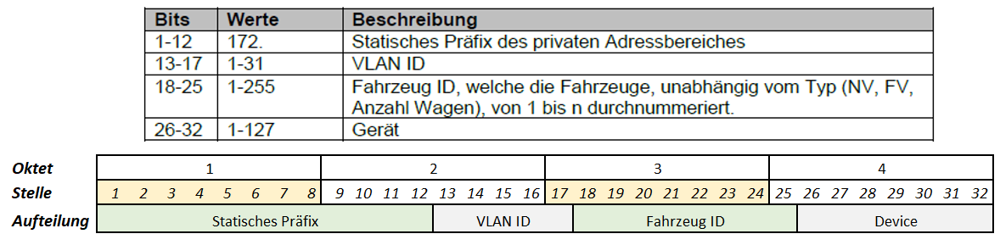 Bits Werte Beschreibung
1-12 172. Statisches Präfix des privaten Adressbereiches
13-17 1-31 VLAN ID
18-25 1-255 Fahrzeug ID, welche die Fahrzeuge, unabhängig vom Typ (NV, FV,
Anzahl Wagen), von 1 bis n durchnummeriert.
26-32 1-127 Gerät
Oktet 1 2 3 4
Stelle 1 2 3 4 5 6 7 8 9 10 11 12 13 14 15 16 17 18 19 20 21 22 23 24 25 26 27 28 29 30 31 32
Aufteilung Statisches Präfix VLAN ID Fahrzeug ID Device